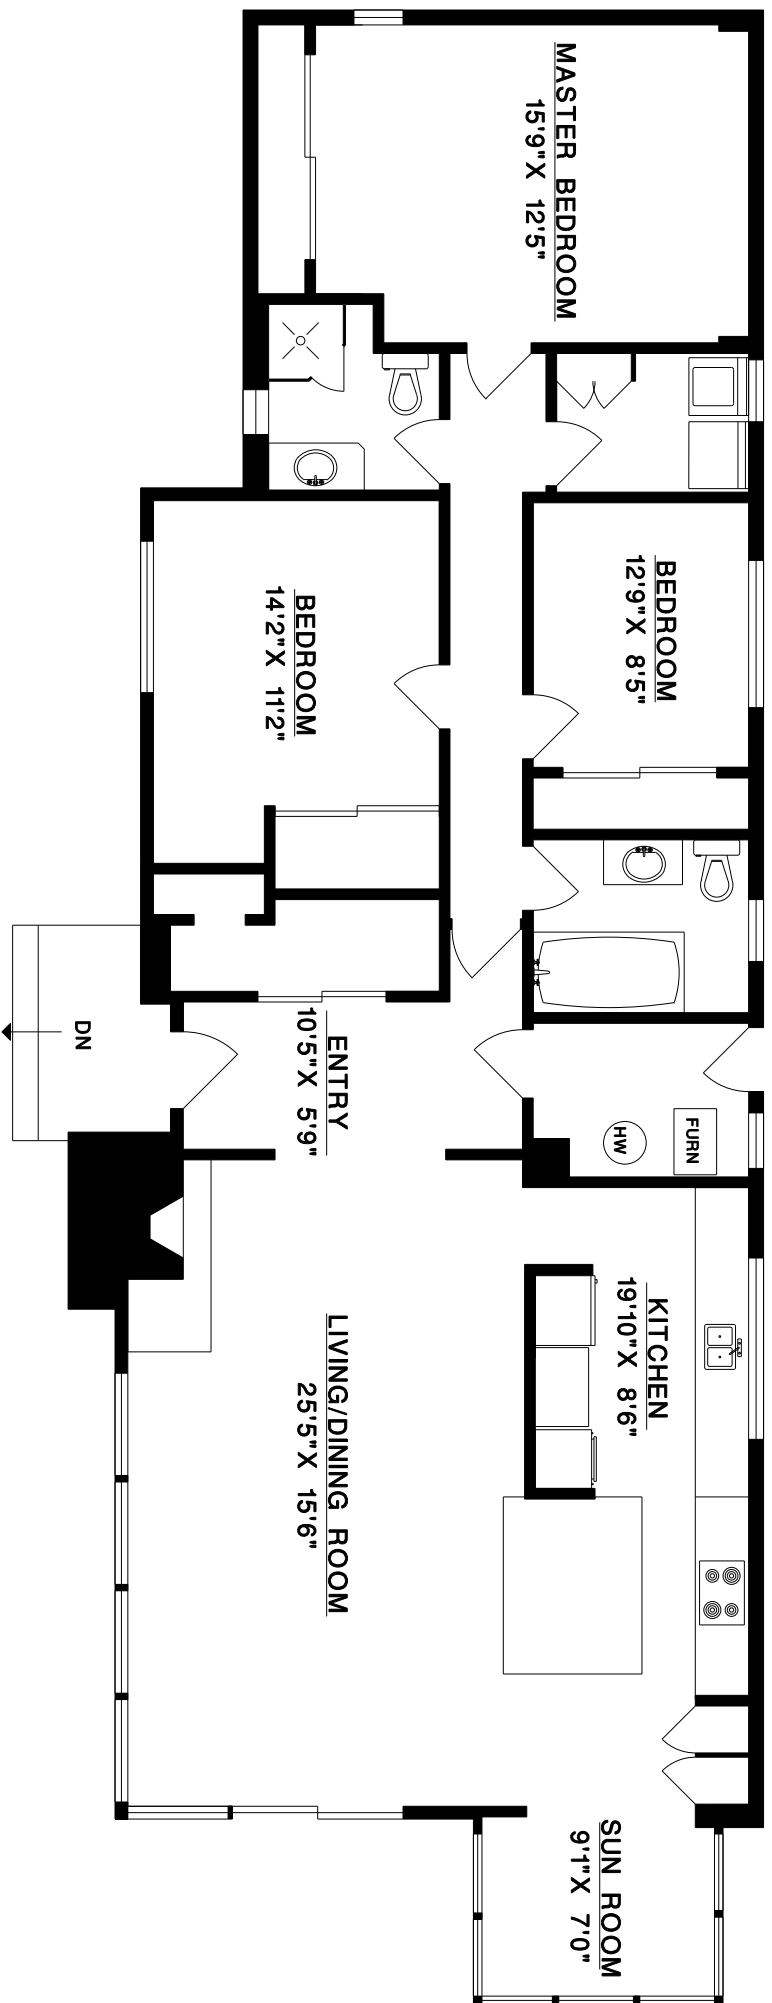 MASTER BEDROOM
15'9"X 12'5"
BEDROOM
12'9"X 8'5"
BEDROOM
14'2"X 11'2"
DN
ENTRY
10'5"X 5'9"
HW
FURN
KITCHEN
19'10"X 8'6"
LIVING/DINING ROOM
25'5"X 15'6"
SUN ROOM
9'1"X 7'0"